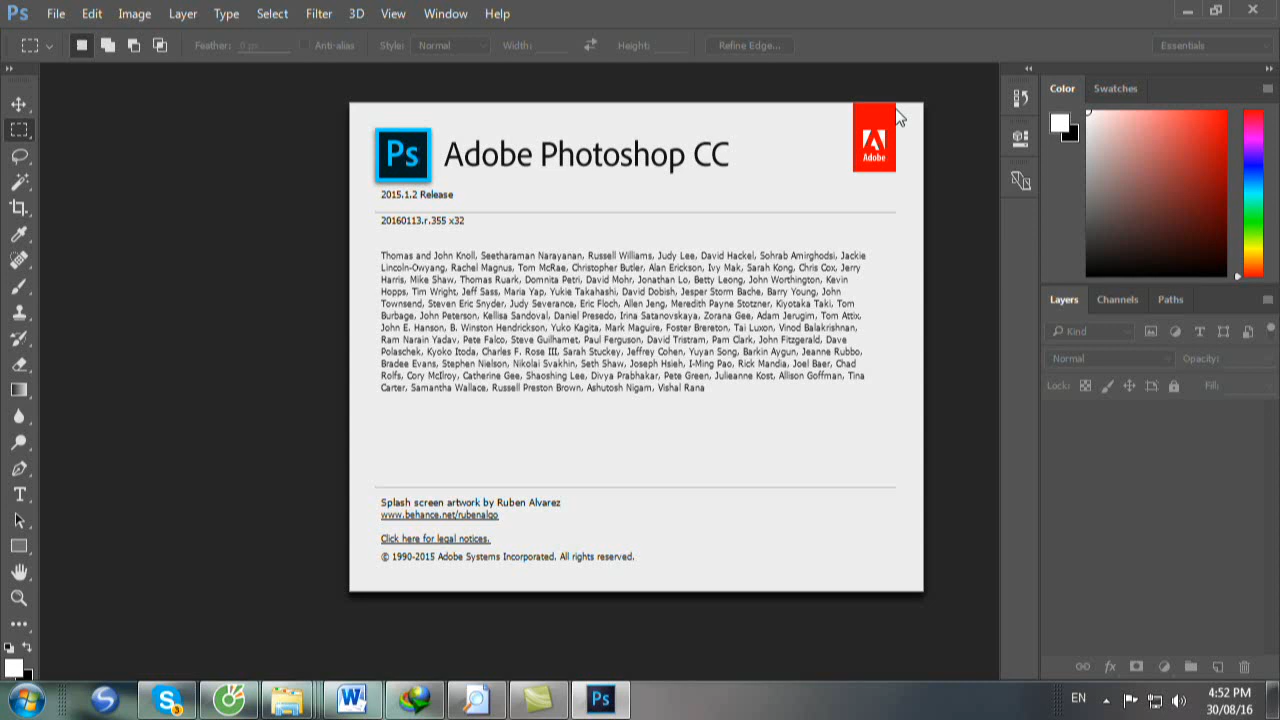 Ps File Edit Image Layer Type Select Filter 3D View Window Help
Feather: 0 px Anti-alias Style: Normal Width: Height: Refine Edge... Essentials
Color Swatches
Ps Adobe Photoshop CC
Adobe
2015.1.2 Release
20160113.r.355 x32
Thomas and John Knoll, Seetharaman Narayanan, Russell Williams, Judy Lee, David Hackel, Sohrab Amirghodsi, Jackie
Lincoln-Owyang, Rachel Magnus, Tom McRae, Christopher Butler, Alan Erickson, Ivy Mak, Sarah Kong, Chris Cox, Jerry
Harris, Mike Shaw, Thomas Ruark, Domnita Petri, David Mohr, Jonathan Lo, Betty Leong, John Worthington, Kevin
Hopps, Tim Wright, Jeff Sass, Maria Yap, Yukie Takahashi, David Dobish, Jesper Storm Bache, Barry Young, John
Townsend, Steven Eric Snyder, Judy Severance, Eric Floch, Allen Jeng, Meredith Payne Stotzner, Kiyotaka Taki, Tom
Burbage, John Peterson, Kellisa Sandoval, Daniel Presedo, Irina Satanovskaya, Zorana Gee, Adam Jerugim, Tom Attix,
John E. Hanson, B. Winston Hendrickson, Yuko Kagita, Mark Maguire, Foster Brereton, Tai Luxon, Vinod Balakrishnan,
Ram Narain Yadav, Pete Falco, Steve Guilhamet, Paul Ferguson, David Tristram, Pam Clark, John Fitzgerald, Dave
Polaschek, Kyoko Itoda, Charles F. Rose III, Sarah Stuckey, Jeffrey Cohen, Yuyan Song, Barkin Aygun, Jeanne Rubbo,
Bradee Evans, Stephen Nielson, Nikolai Svakhin, Seth Shaw, Joseph Hsieh, I-Ming Pao, Rick Mandia, Joel Baer, Chad
Rolfs, Cory McIlroy, Catherine Gee, Shaoshing Lee, Divya Prabhakar, Pete Green, Julieanne Kost, Allison Goffman, Tina
Carter, Samantha Wallace, Russell Preston Brown, Ashutosh Nigam, Vishal Rana
Splash screen artwork by Ruben Alvarez
www.behance.net/rubenalgo
Click here for legal notices.
© 1990-2015 Adobe Systems Incorporated. All rights reserved.
Layers Channels Paths
Kind
Normal Opacity:
Lock: Fill:
EN 4:52 PM
30/08/16